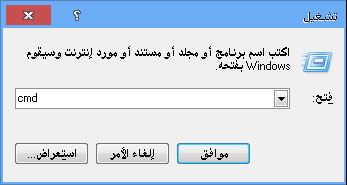 تشغيل
اكتب اسم برنامج أو مجلد أو مستند أو مورد إنترنت وسيقوم
Windows بفتحه.
فتح:
cmd
موافق
إلغاء الأمر
استعراض...